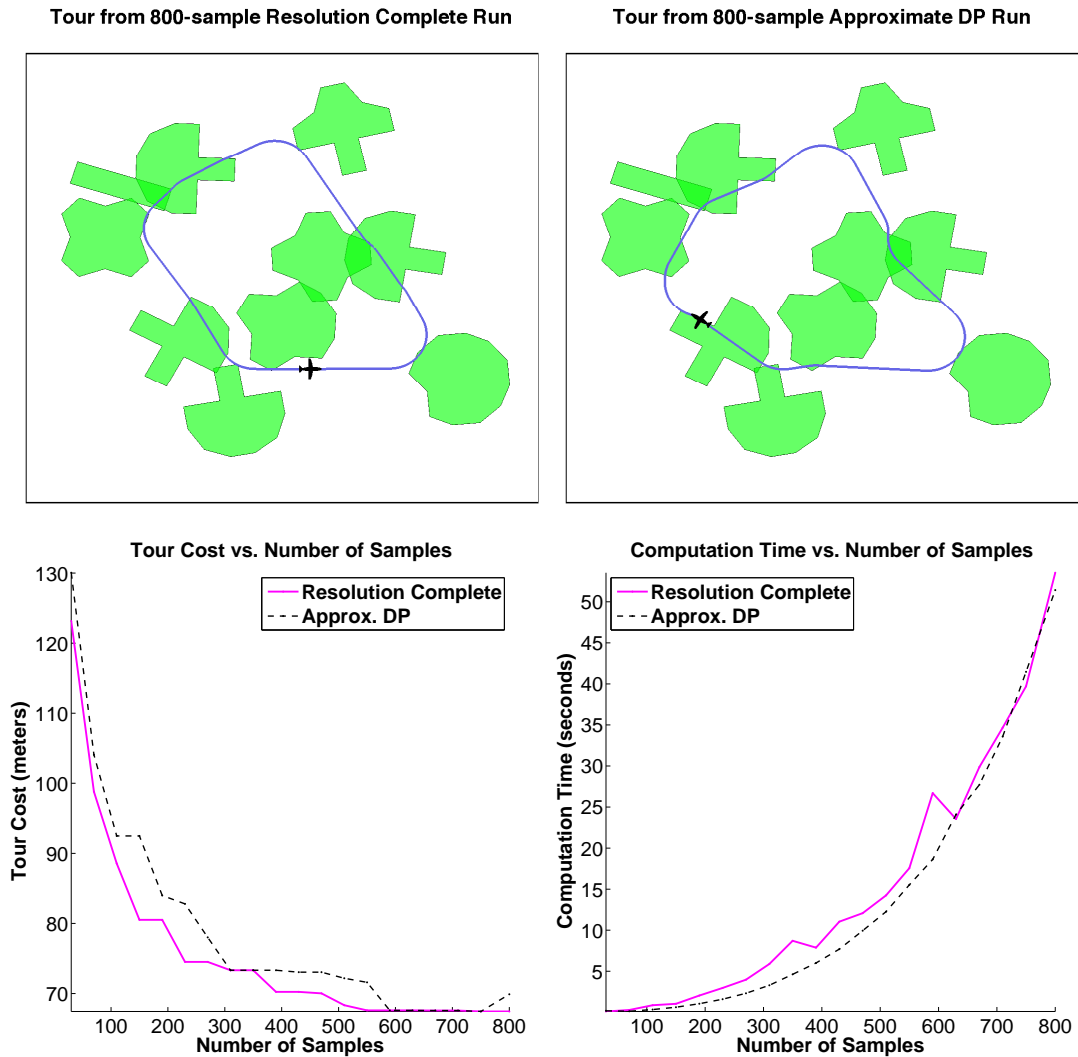 Tour from 800-sample Resolution Complete Run
Tour from 800-sample Approximate DP Run
Tour Cost vs. Number of Samples
130
120
110
100
90
80
70
Tour Cost (meters)
Resolution Complete
Approx. DP
100 200 300 400 500 600 700 800
Number of Samples
Computation Time vs. Number of Samples
50
45
40
35
30
25
20
15
10
5
Computation Time (seconds)
Resolution Complete
Approx. DP
100 200 300 400 500 600 700 800
Number of Samples